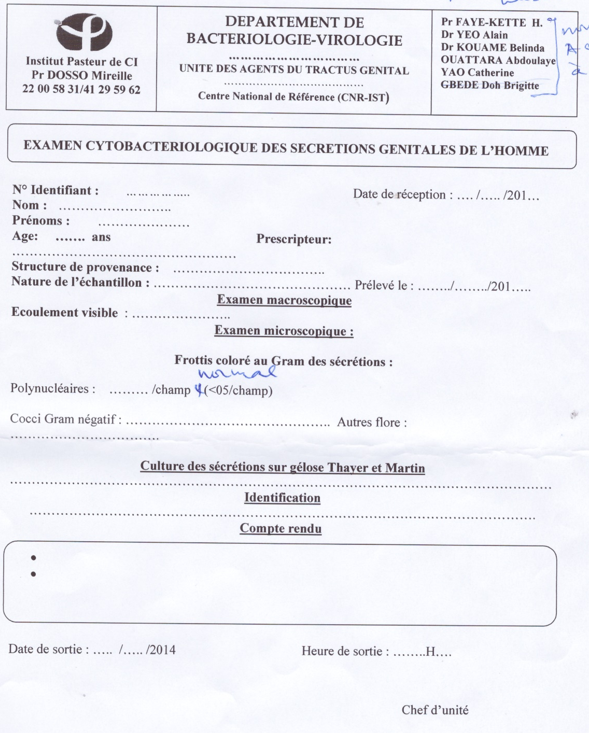 Institut Pasteur de CI
Pr DOSSO Mireille
22 00 58 31/41 29 59 62
DEPARTEMENT DE
BACTERIOLOGIE-VIROLOGIE
……………………………
UNITE DES AGENTS DU TRACTUS GENITAL
……………………………
Centre National de Référence (CNR-IST)
Pr FAYE-KETTE H.
Dr YEO Alain
Dr KOUAME Belinda
OUATTARA Abdoulaye
YAO Catherine
GBEDE Doh Brigitte
EXAMEN CYTOBACTERIOLOGIQUE DES SECRETIONS GENITALES DE L'HOMME
N° Identifiant : ………………
Date de réception : …./….. /201…
Nom : …………………….
Prénoms : …………………
Age: ……. ans Prescripteur:
……………………………………………
Structure de provenance : …………………………….
Nature de l'échantillon : ……………………………………… Prélevé le : ……../……../201…..
Examen macroscopique
Ecoulement visible : …………………..
Examen microscopique :
Frottis coloré au Gram des sécrétions :
normal
Polynucléaires : ……… /champ (<05/champ)
Cocci Gram négatif : ………………………………………. Autres flore :
…………………………….
Culture des sécrétions sur gélose Thayer et Martin
……………………………………………………………………………………………………
Identification
……………………………………………………………………………………………………
Compte rendu
•
•
Date de sortie : ….. /….. /2014 Heure de sortie : ……..H….
Chef d'unité